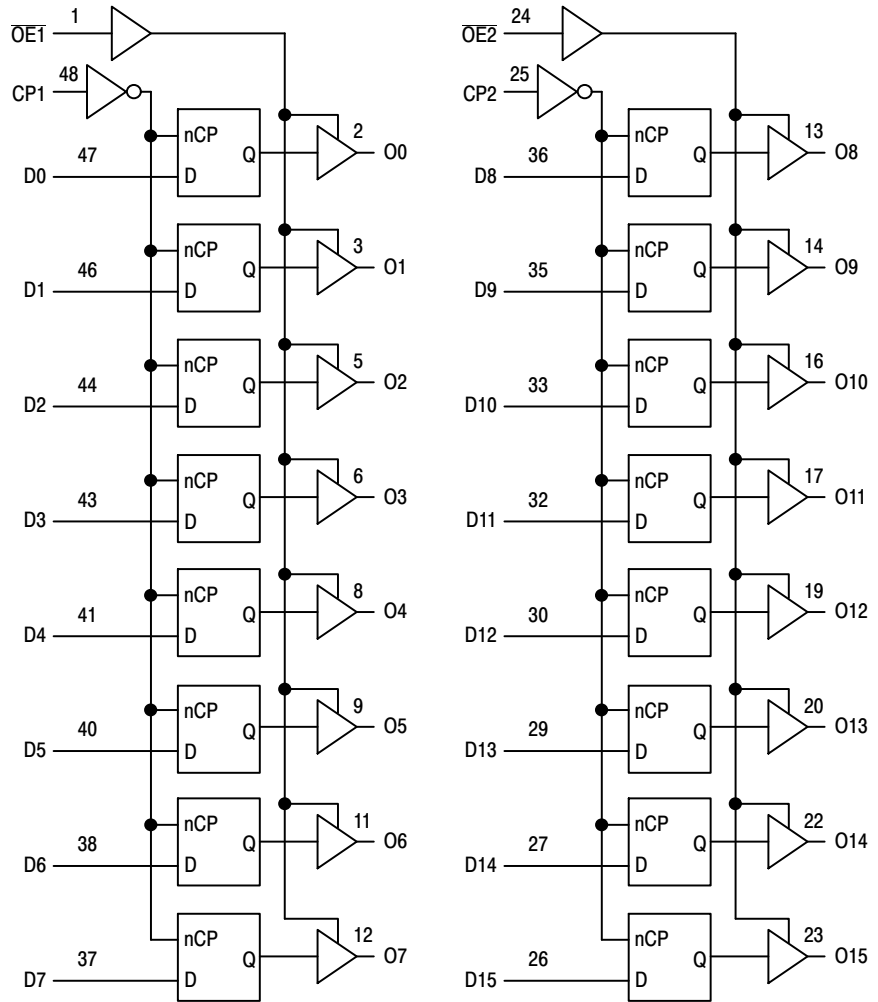 OE1 1
CP1 48
nCP
D0 47 D Q 2 O0
nCP
D1 46 D Q 3 O1
nCP
D2 44 D Q 5 O2
nCP
D3 43 D Q 6 O3
nCP
D4 41 D Q 8 O4
nCP
D5 40 D Q 9 O5
nCP
D6 38 D Q 11 O6
nCP
D7 37 D Q 12 O7
OE2 24
CP2 25
nCP
D8 36 D Q 13 O8
nCP
D9 35 D Q 14 O9
nCP
D10 33 D Q 16 O10
nCP
D11 32 D Q 17 O11
nCP
D12 30 D Q 19 O12
nCP
D13 29 D Q 20 O13
nCP
D14 27 D Q 22 O14
nCP
D15 26 D Q 23 O15